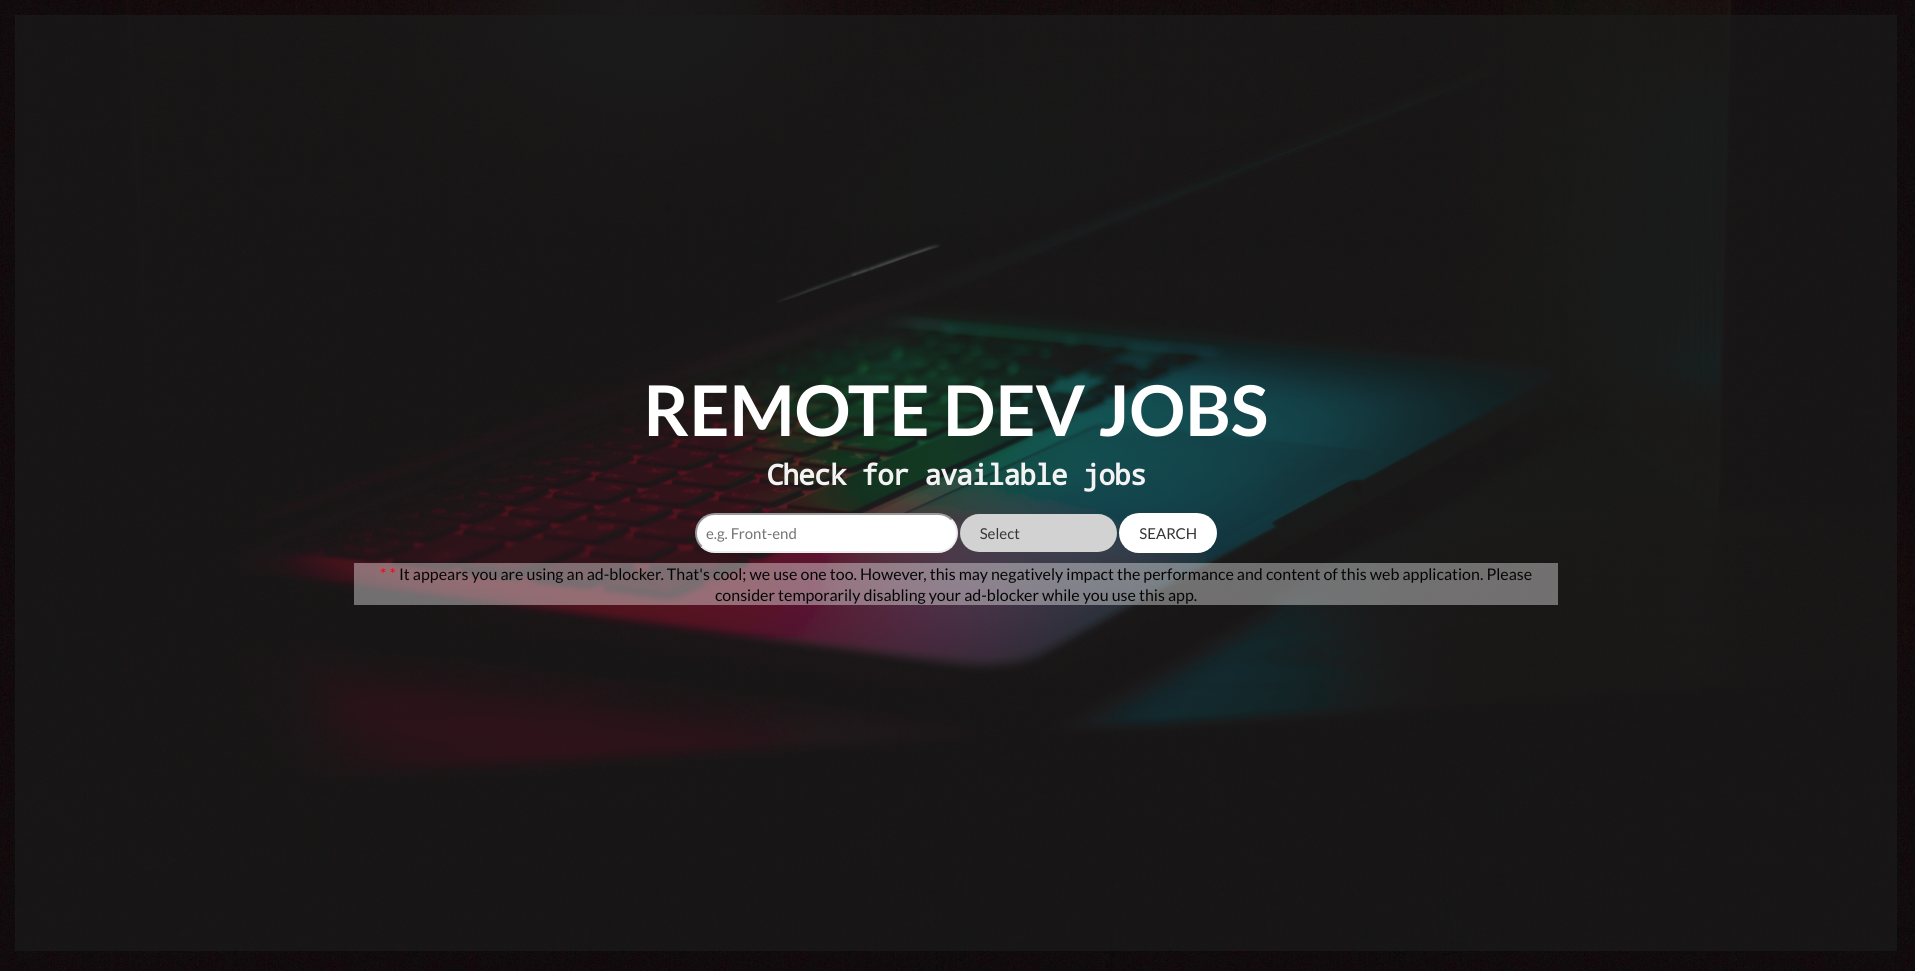 REMOTE DEV JOBS
Check for available jobs
e.g. Front-end Select SEARCH
* * It appears you are using an ad-blocker. That's cool; we use one too. However, this may negatively impact the performance and content of this web application. Please
consider temporarily disabling your ad-blocker while you use this app.